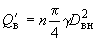 Q'в = n π/4 γD²вн